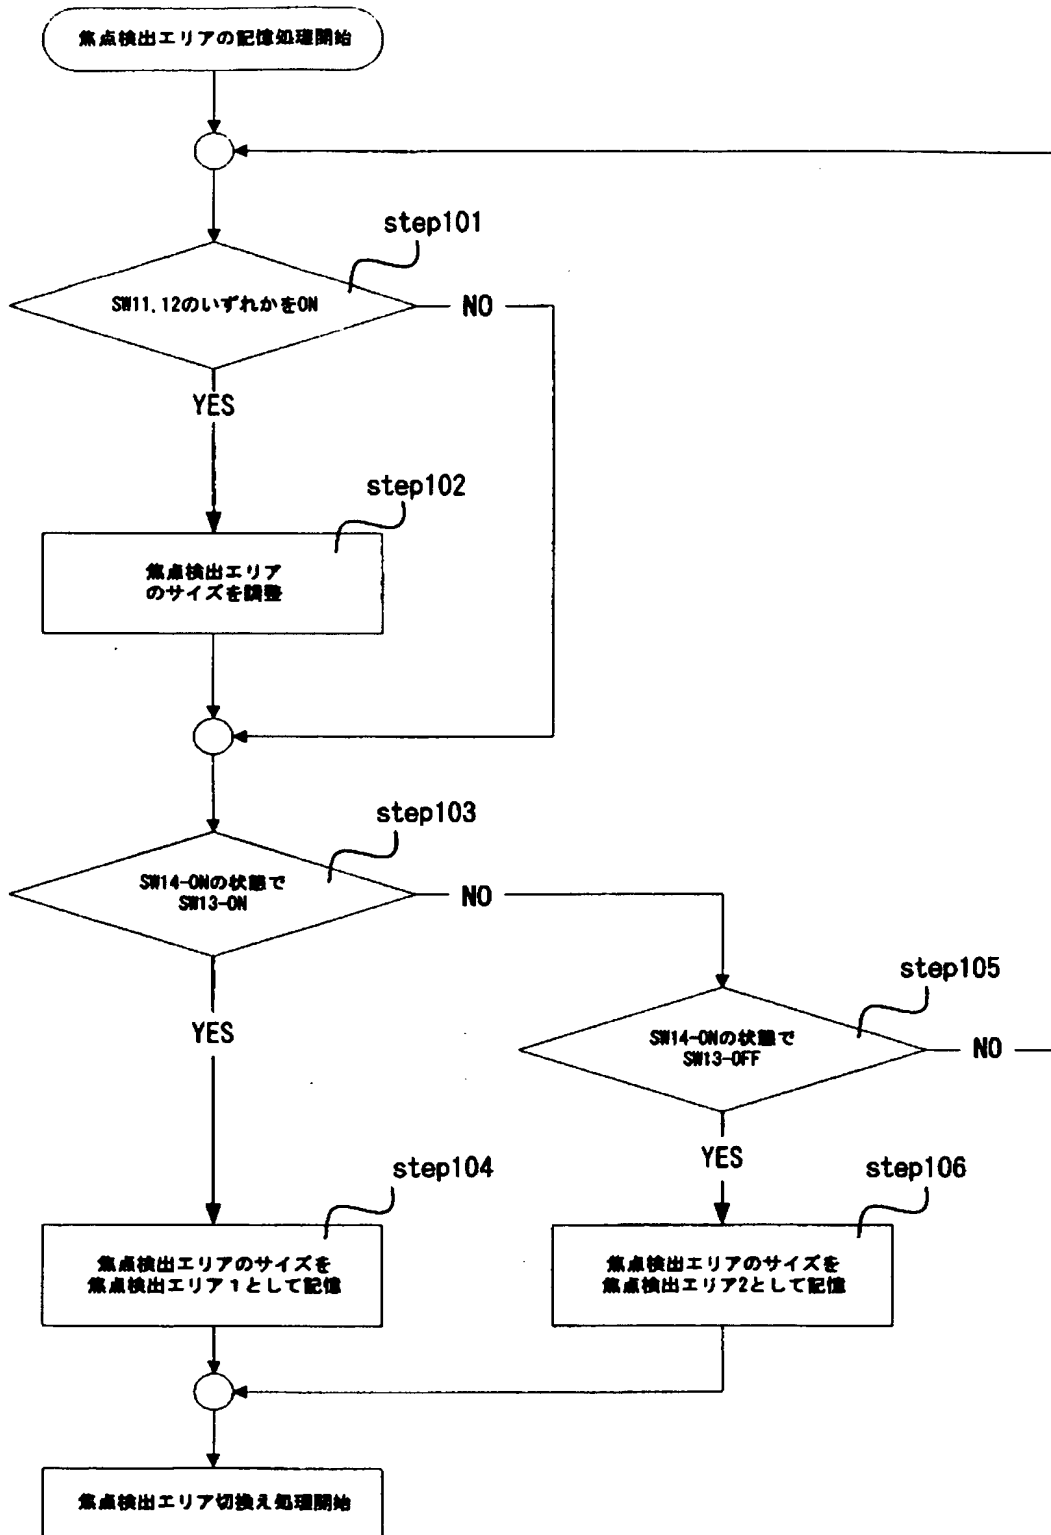 焦点検出エリアの記憶処理開始
step101
SW11,12のいずれかをON
NO
YES
step102
焦点検出エリア
のサイズを調整
step103
SW14-ONの状態で
SW13-ON
NO
YES
step105
SW14-ONの状態で
SW13-OFF
NO
YES
step104
焦点検出エリアのサイズを
焦点検出エリア1として記憶
step106
焦点検出エリアのサイズを
焦点検出エリア2として記憶
焦点検出エリア切換え処理開始